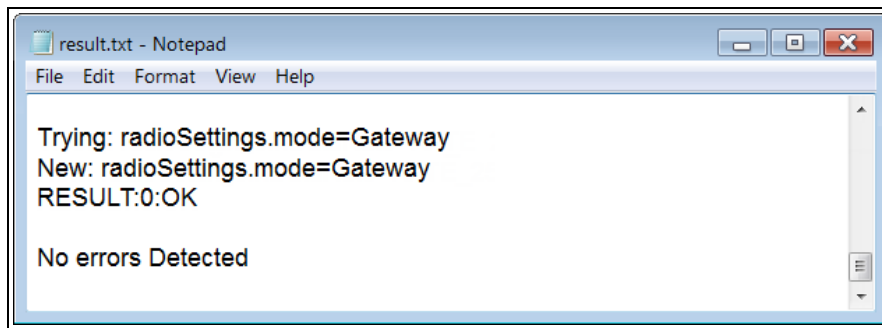 result.txt - Notepad
File Edit Format View Help
Trying: radioSettings.mode=Gateway
New: radioSettings.mode=Gateway
RESULT:0:OK
No errors Detected